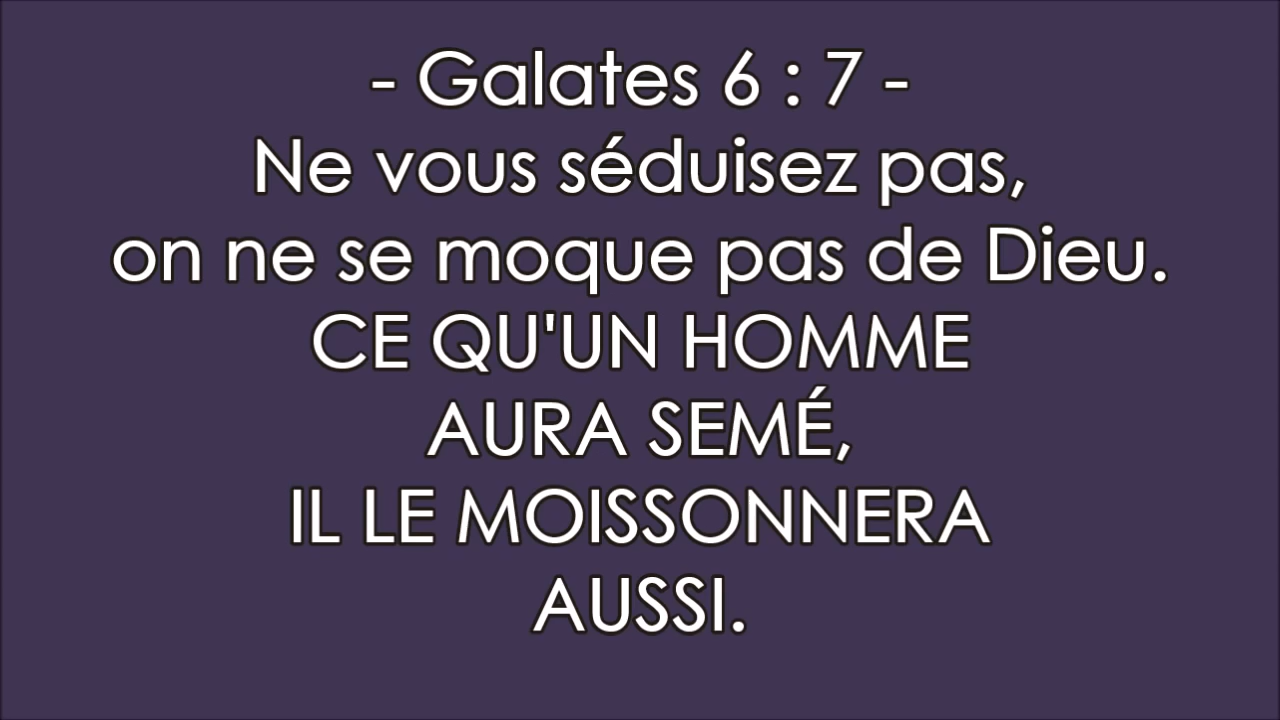 - Galates 6 : 7 -
Ne vous séduisez pas,
on ne se moque pas de Dieu.
CE QU'UN HOMME
AURA SEMÉ,
IL LE MOISSONNERA
AUSSI.